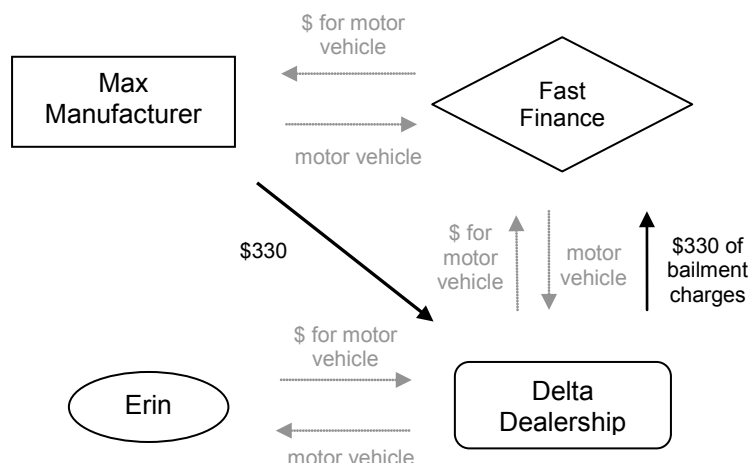 $ for motor
vehicle
Max
Manufacturer
Fast
Finance
motor vehicle
$330
$ for
motor
vehicle
motor
vehicle
$330 of
bailment
charges
$ for motor
vehicle
Erin
Delta
Dealership
motor vehicle